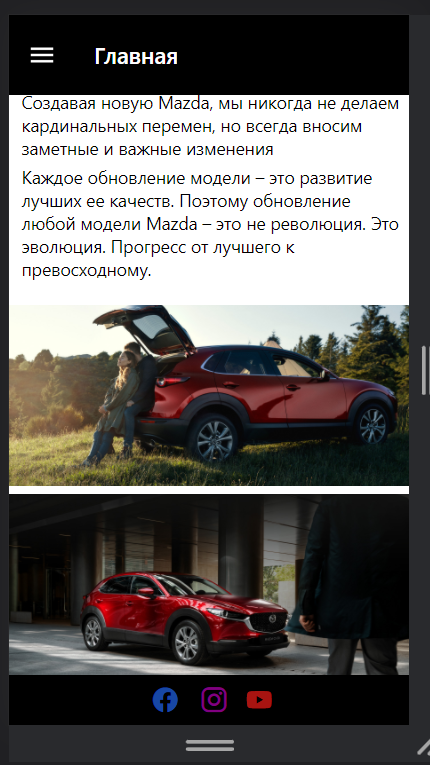 Главная
Создавая новую Mazda, мы никогда не делаем
кардинальных перемен, но всегда вносим
заметные и важные изменения
Каждое обновление модели – это развитие
лучших ее качеств. Поэтому обновление
любой модели Mazda – это не революция. Это
эволюция. Прогресс от лучшего к
превосходному.